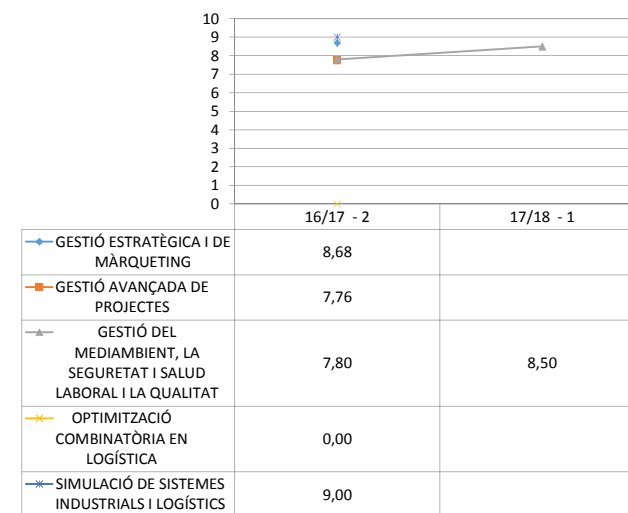 10
9
8
7
6
5
4
3
2
1
0
16/17 - 2 17/18 - 1
GESTIÓ ESTRATÈGICA I DE
MÀRQUETING
8,68
GESTIÓ AVANÇADA DE
PROJECTES
7,76
GESTIÓ DEL
MEDIAMBIENT, LA
SEGURETAT I SALUD
LABORAL I LA QUALITAT
7,80 8,50
OPTIMITZACIÓ
COMBINATÒRIA EN
LOGÍSTICA
0,00
SIMULACIÓ DE SISTEMES
INDUSTRIALS I LOGÍSTICS
9,00